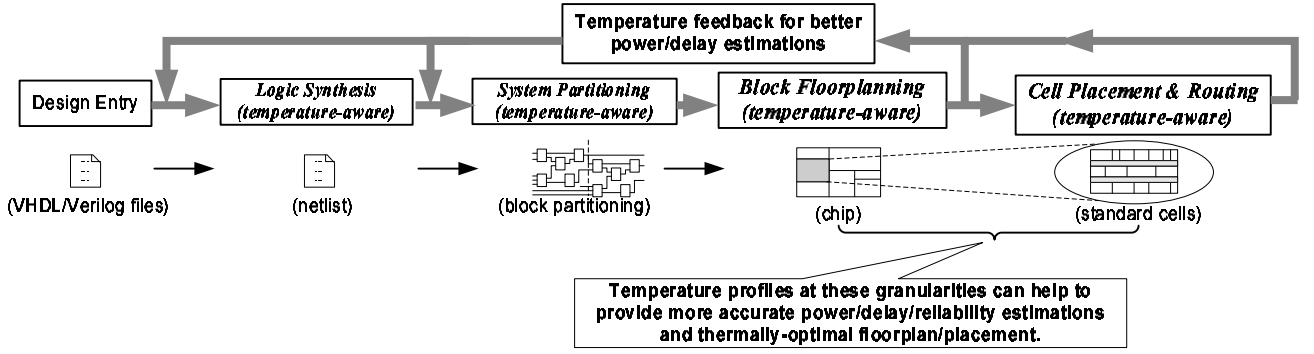 Temperature feedback for better
power/delay estimations
Design Entry
Logic Synthesis
(temperature-aware)
System Partitioning
(temperature-aware)
Block Floorplanning
(temperature-aware)
Cell Placement & Routing
(temperature-aware)
(VHDL/Verilog files)
(netlist)
(block partitioning)
(chip)
(standard cells)
Temperature profiles at these granularities can help to
provide more accurate power/delay/reliability estimations
and thermally-optimal floorplan/placement.